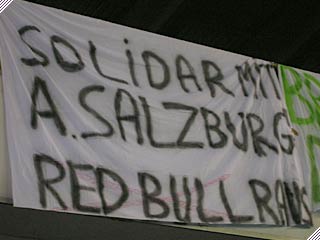 SOLiDAR MIT
A. SALZBURG-
RED BULL RAUS